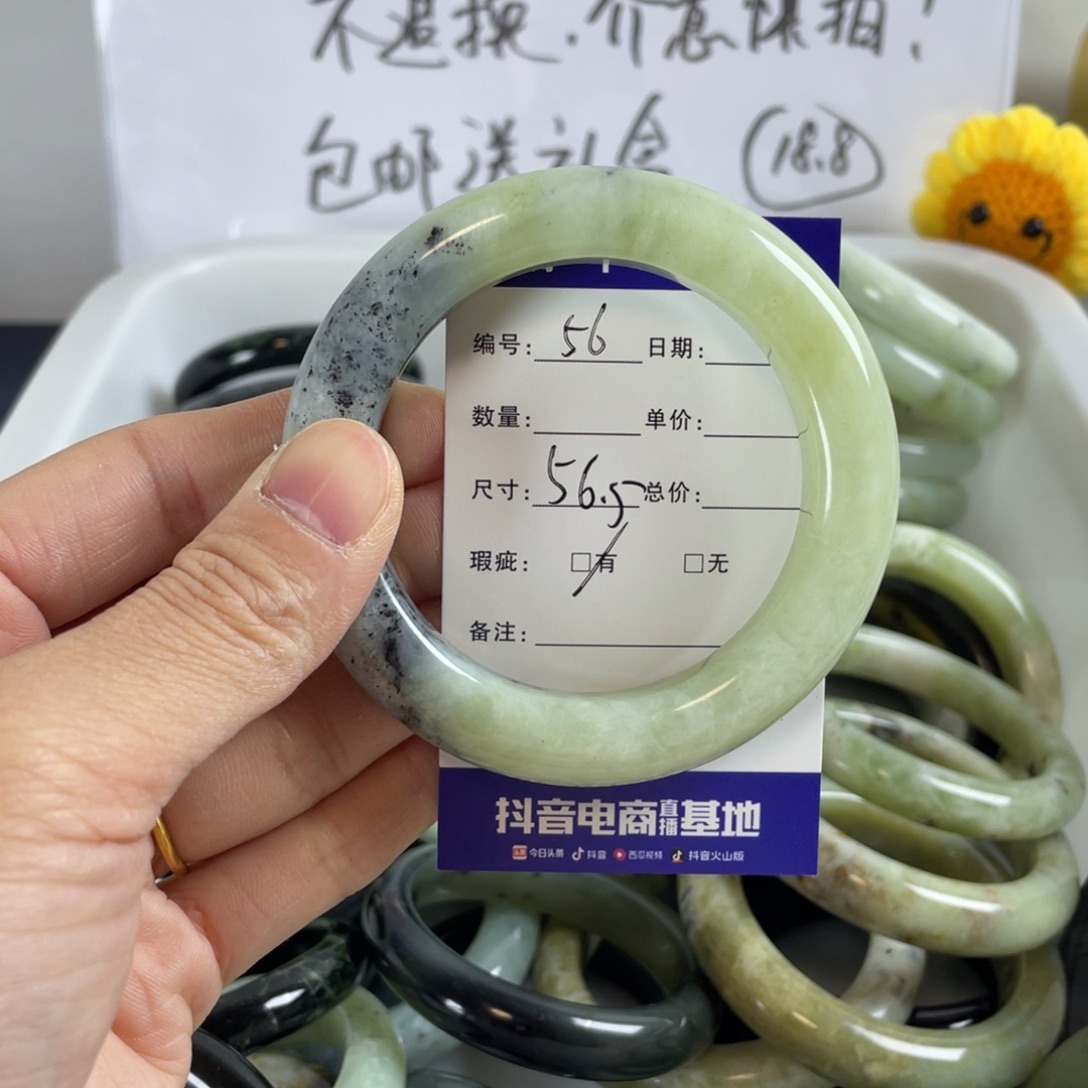 不退换.介意慎拍!
包邮送礼盒 18.8
编号: 56 日期:
数量: 单价:
尺寸: 56.5 总价:
瑕疵: □有 □无
备注:
抖音电商直播基地
头条 今日头条 抖音 西瓜视频 抖音火山版